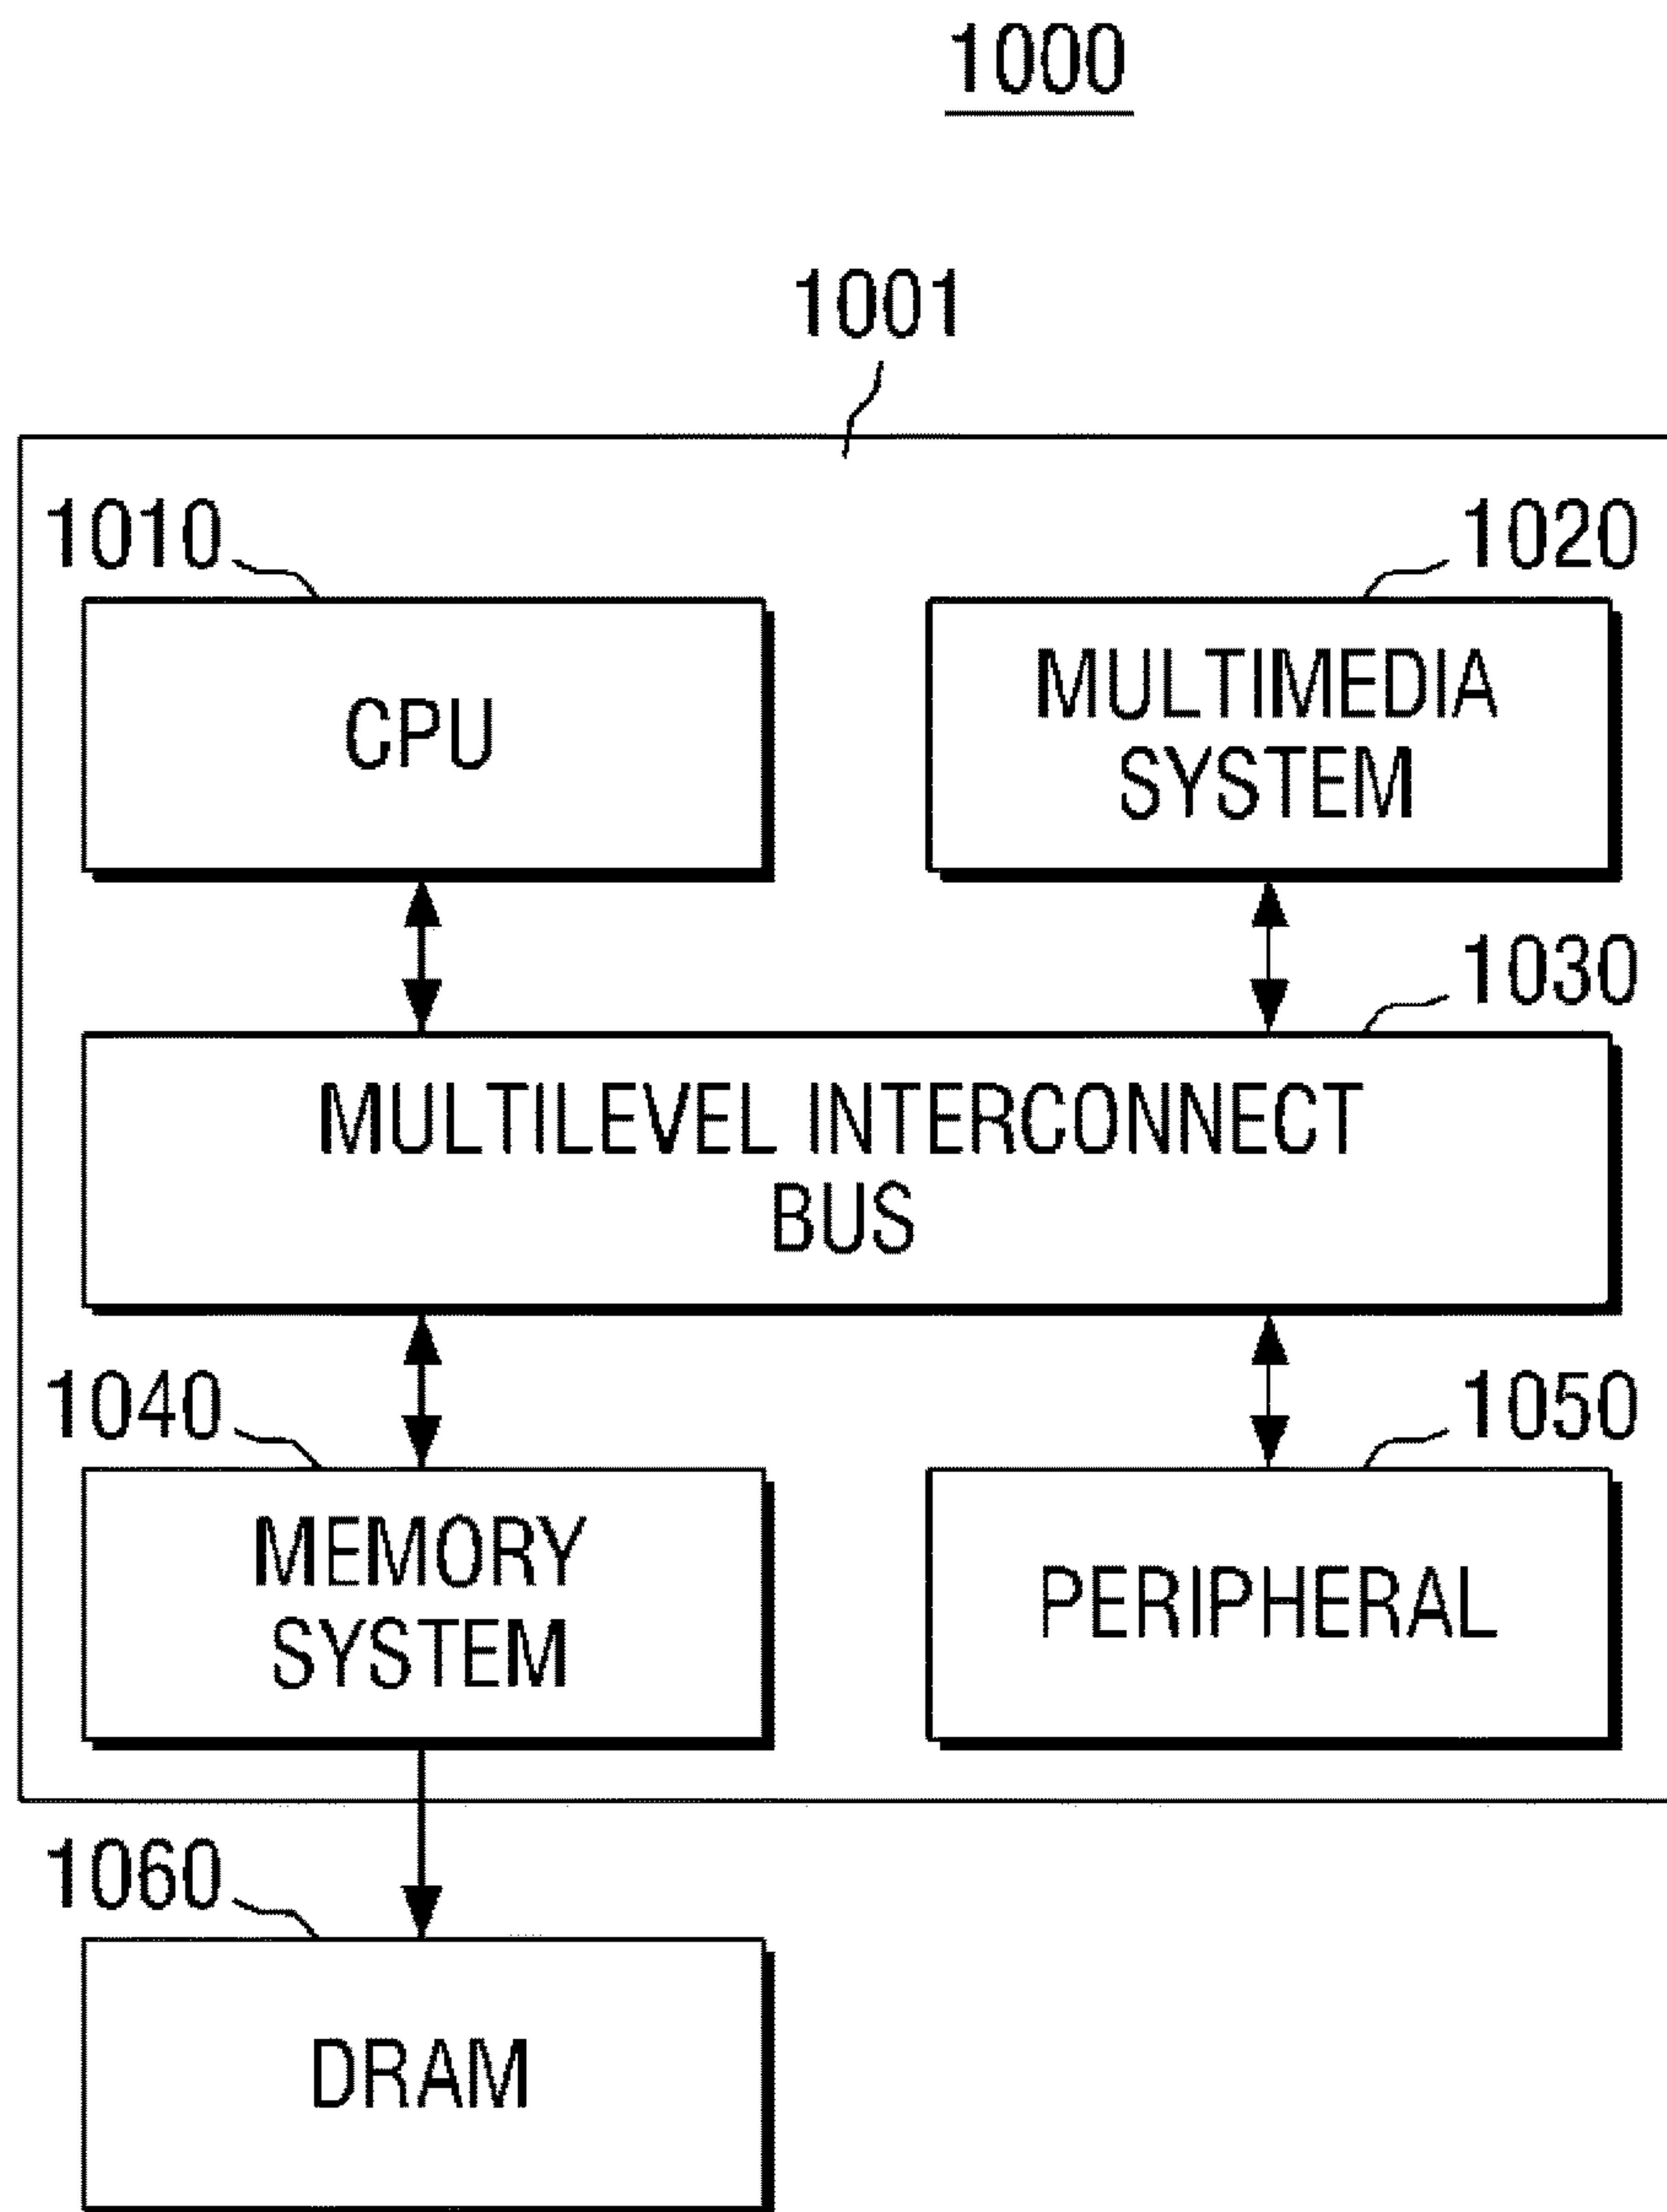 1000
1001
1010
1020
CPU
MULTIMEDIA
SYSTEM
1030
MULTILEVEL INTERCONNECT
BUS
1040
1050
MEMORY
SYSTEM
PERIPHERAL
1060
DRAM